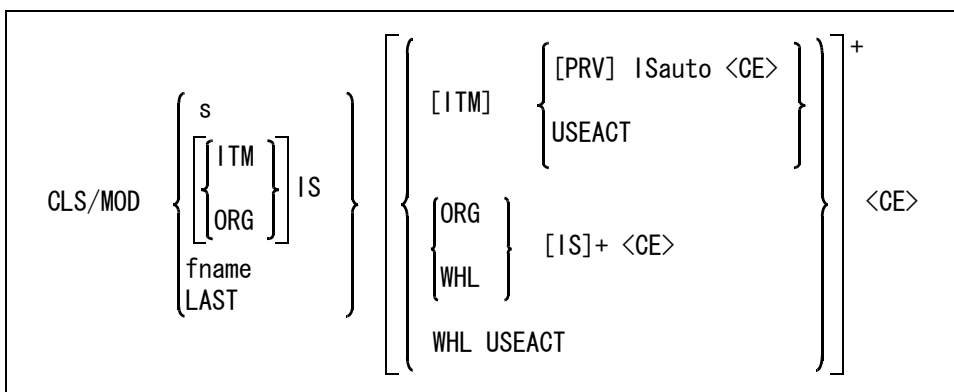 [PRV] ISauto <CE>
[ITM]
USEACT
s
ITM
ORG
IS
CLS/MOD
fname
LAST
ORG
WHL
[IS]+ <CE>
WHL USEACT
+
<CE>